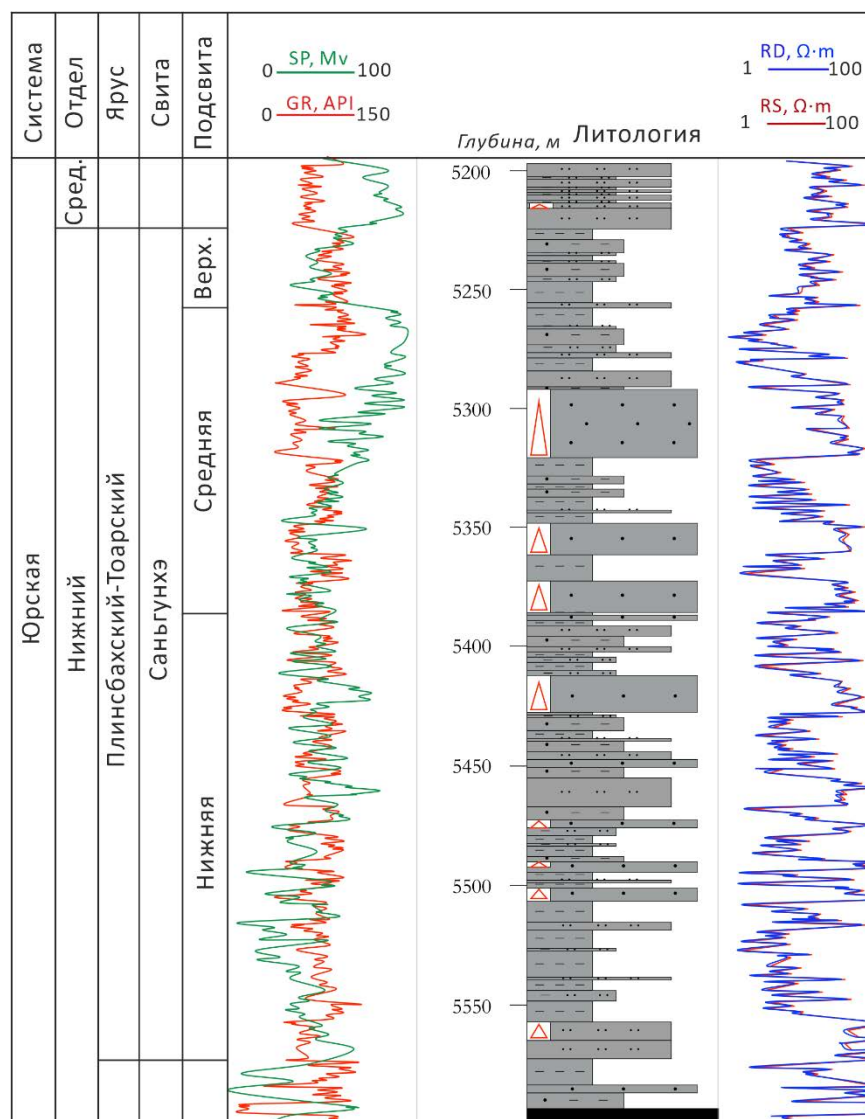 Система
Отдел
Ярус
Свита
Подсвита
SP, Mv
0 100
GR, API
0 150
Глубина, м
Литология
RD, Ω·m
1 100
RS, Ω·m
1 100
Юрская
Сред.
Нижний
Плинсбахский-Тоарский
Саньгунхэ
Верх.
Средняя
Нижняя
5200
5250
5300
5350
5400
5450
5500
5550